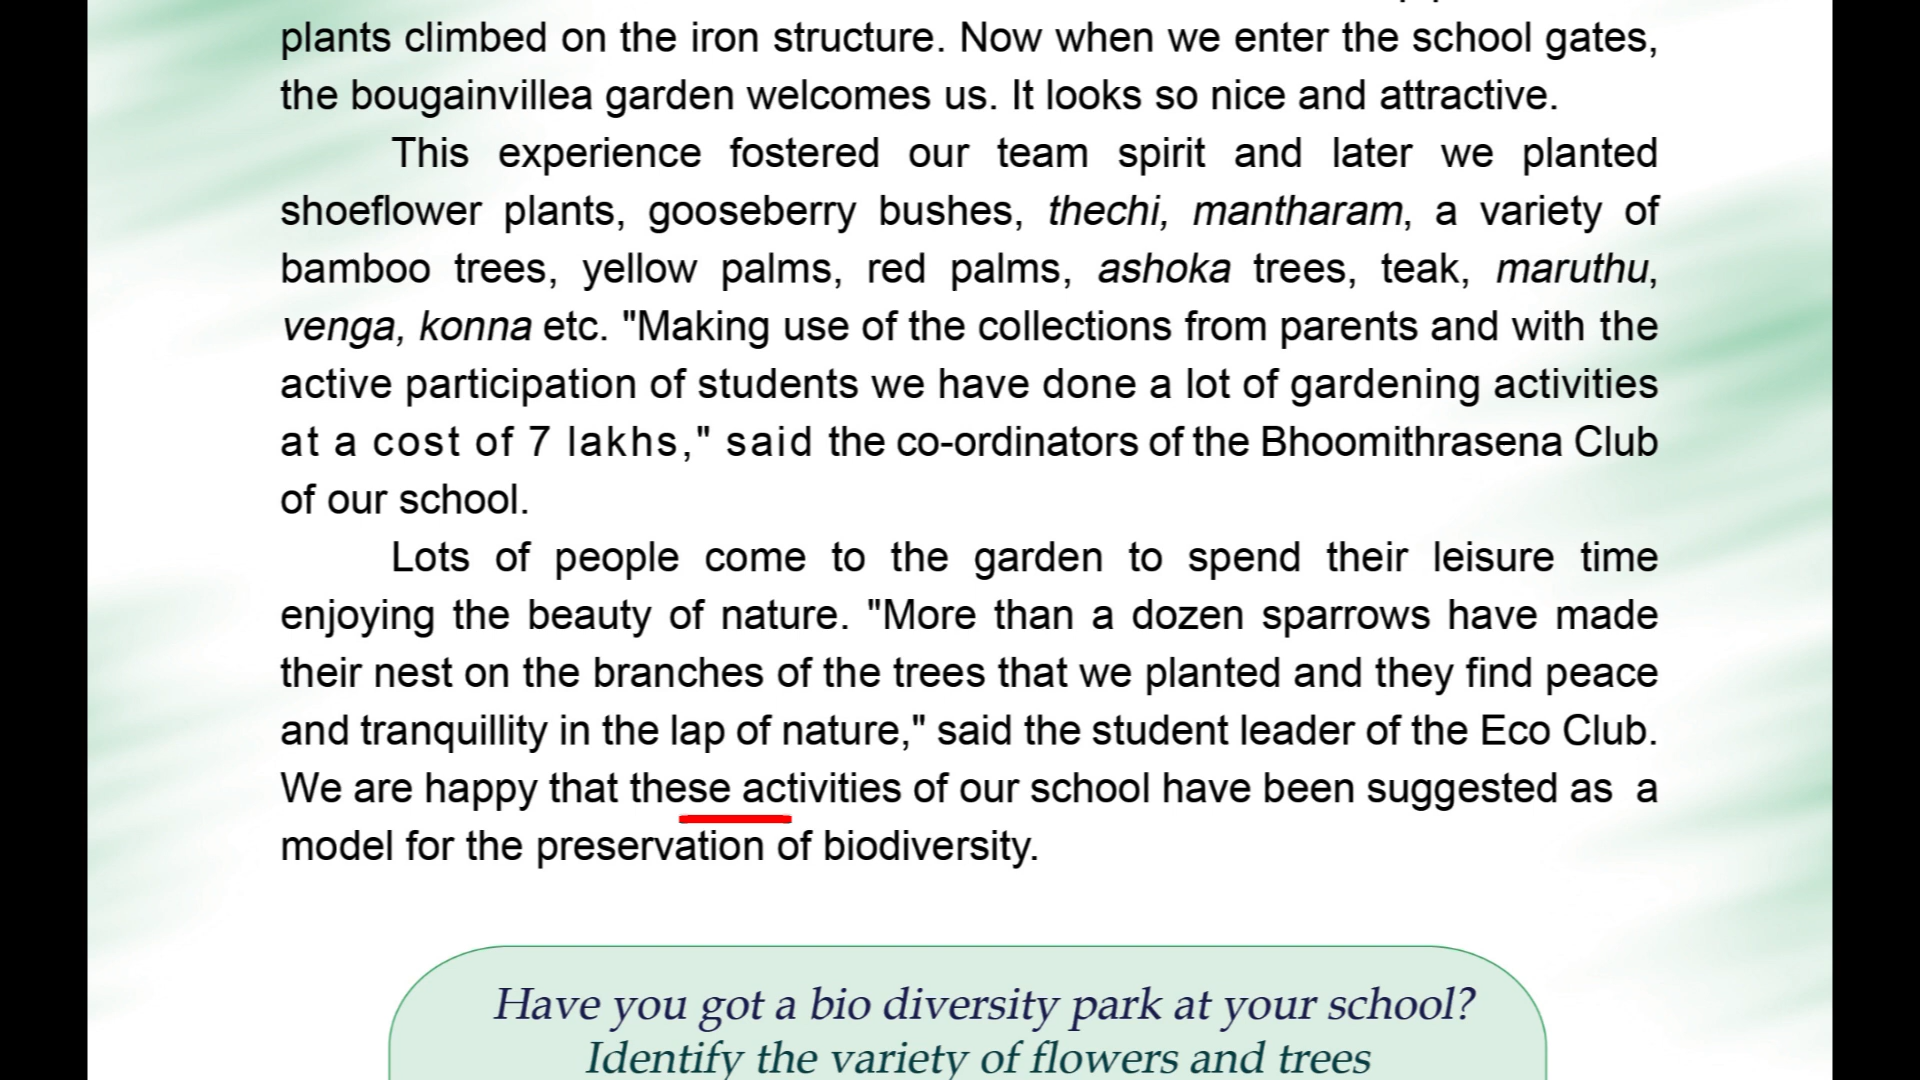 plants climbed on the iron structure. Now when we enter the school gates,
the bougainvillea garden welcomes us. It looks so nice and attractive.
This experience fostered our team spirit and later we planted
shoeflower plants, gooseberry bushes, thechi, mantharam, a variety of
bamboo trees, yellow palms, red palms, ashoka trees, teak, maruthu,
venga, konna etc. "Making use of the collections from parents and with the
active participation of students we have done a lot of gardening activities
at a cost of 7 lakhs," said the co-ordinators of the Bhoomithrasena Club
of our school.
Lots of people come to the garden to spend their leisure time
enjoying the beauty of nature. "More than a dozen sparrows have made
their nest on the branches of the trees that we planted and they find peace
and tranquillity in the lap of nature," said the student leader of the Eco Club.
We are happy that these activities of our school have been suggested as a
model for the preservation of biodiversity.
Have you got a bio diversity park at your school?
Identify the variety of flowers and trees